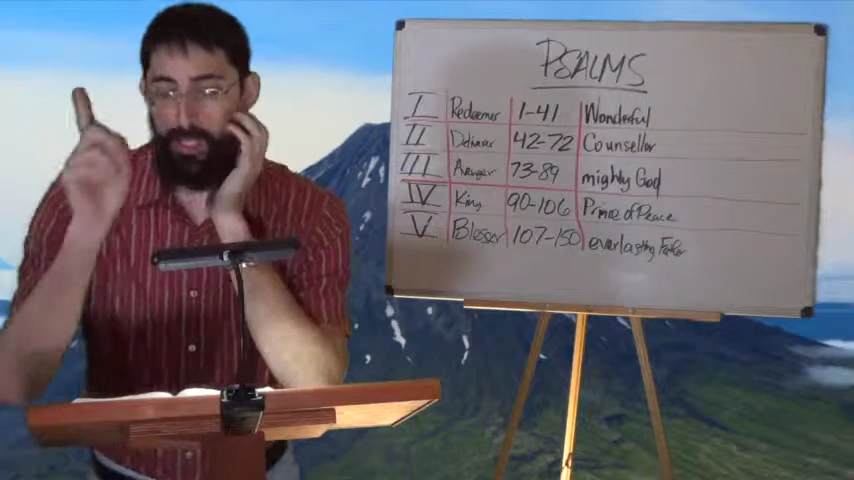 PSALMS
I Redeemer 1-41 Wonderful
II Deliverer 42-72 Counsellor
III Avenger 73-89 mighty God
IV King 90-106 Prince of Peace
V Blesser 107-150 everlasting Father